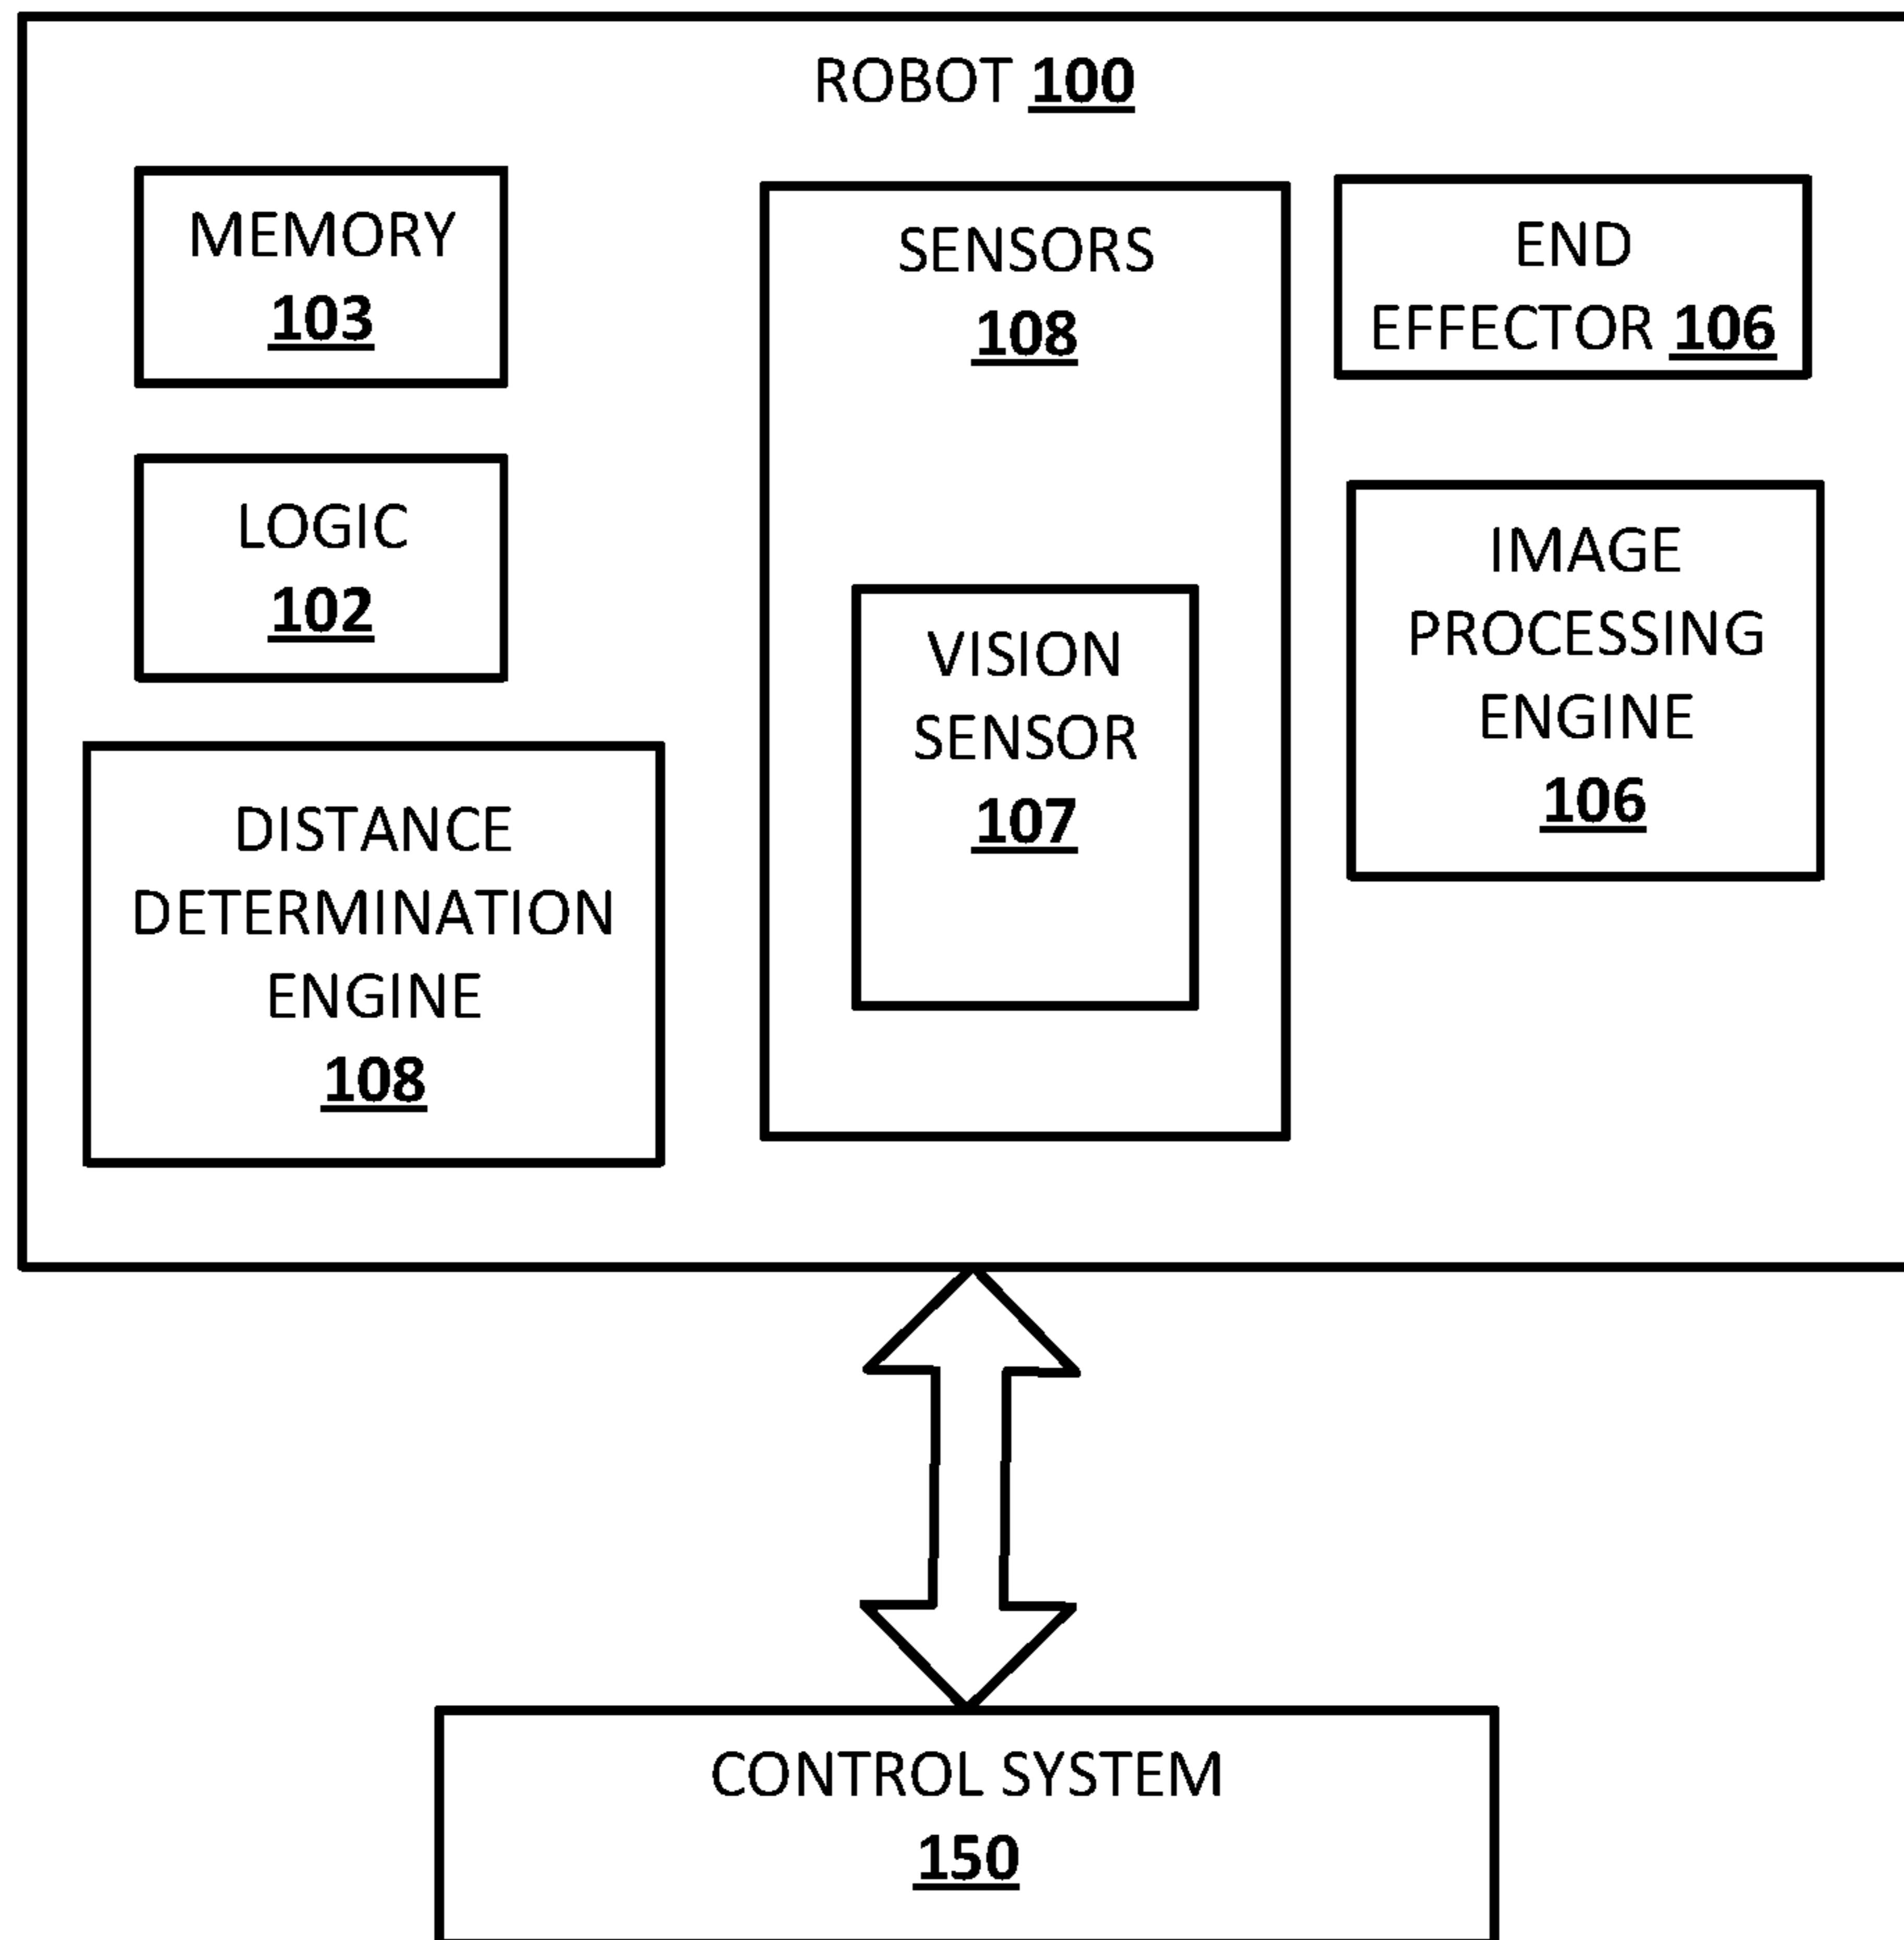 ROBOT 100
MEMORY
103
LOGIC
102
DISTANCE
DETERMINATION
ENGINE
108
SENSORS
108
VISION
SENSOR
107
END
EFFECTOR 106
IMAGE
PROCESSING
ENGINE
106
CONTROL SYSTEM
150